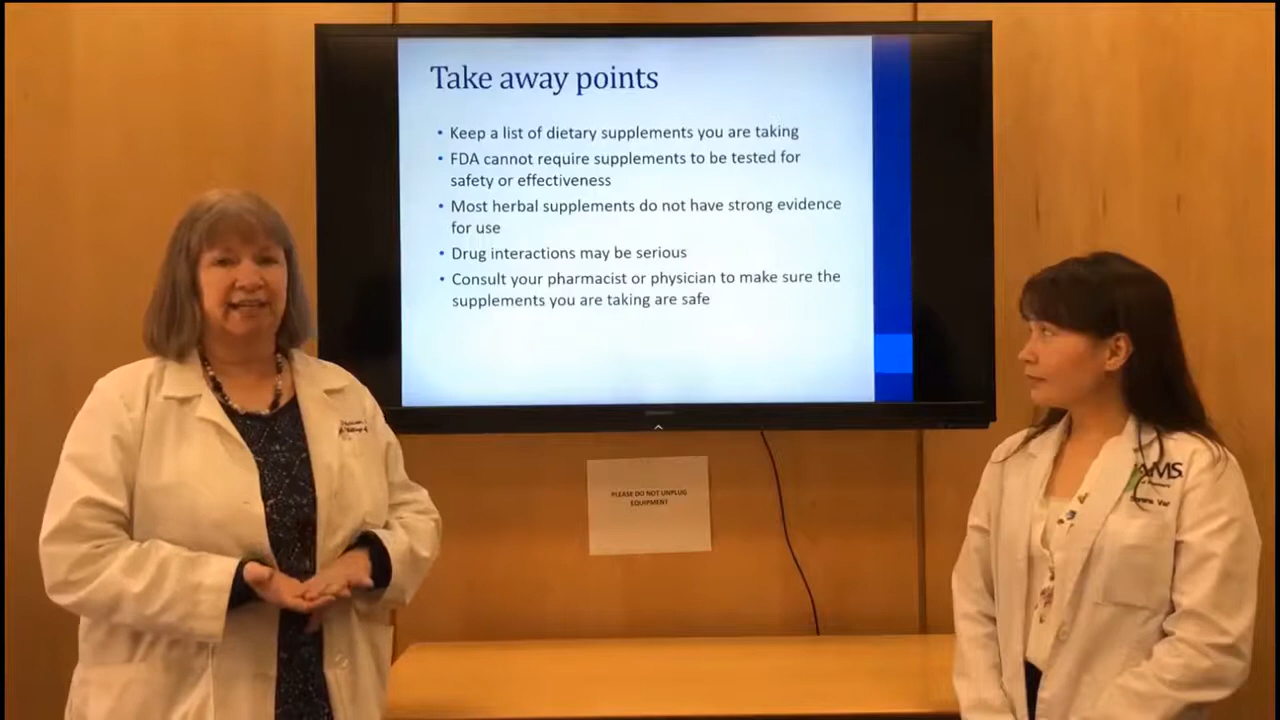 Take away points
• Keep a list of dietary supplements you are taking
• FDA cannot require supplements to be tested for
safety or effectiveness
• Most herbal supplements do not have strong evidence
for use
• Drug interactions may be serious
• Consult your pharmacist or physician to make sure the
supplements you are taking are safe
PLEASE DO NOT UNPLUG
EQUIPMENT
AMS